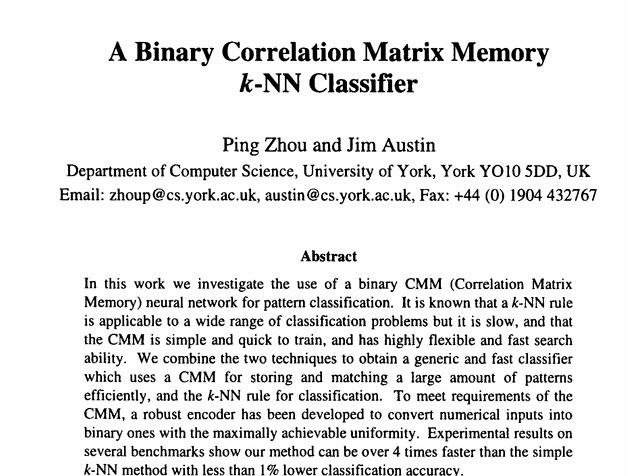 A Binary Correlation Matrix Memory
k-NN Classifier
Ping Zhou and Jim Austin
Department of Computer Science, University of York, York YO10 5DD, UK
Email: zhoup@cs.york.ac.uk, austin@cs.york.ac.uk, Fax: +44 (0) 1904 432767
Abstract
In this work we investigate the use of a binary CMM (Correlation Matrix
Memory) neural network for pattern classification. It is known that a k-NN rule
is applicable to a wide range of classification problems but it is slow, and that
the CMM is simple and quick to train, and has highly flexible and fast search
ability. We combine the two techniques to obtain a generic and fast classifier
which uses a CMM for storing and matching a large amount of patterns
efficiently, and the k-NN rule for classification. To meet requirements of the
CMM, a robust encoder has been developed to convert numerical inputs into
binary ones with the maximally achievable uniformity. Experimental results on
several benchmarks show our method can be over 4 times faster than the simple
k-NN method with less than 1% lower classification accuracy.